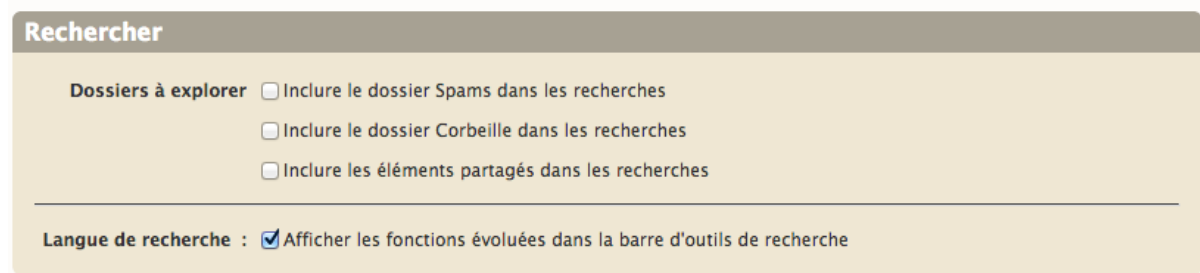 Rechercher
Dossiers à explorer Inclure le dossier Spams dans les recherches
Inclure le dossier Corbeille dans les recherches
Inclure les éléments partagés dans les recherches
Langue de recherche : Afficher les fonctions évoluées dans la barre d'outils de recherche